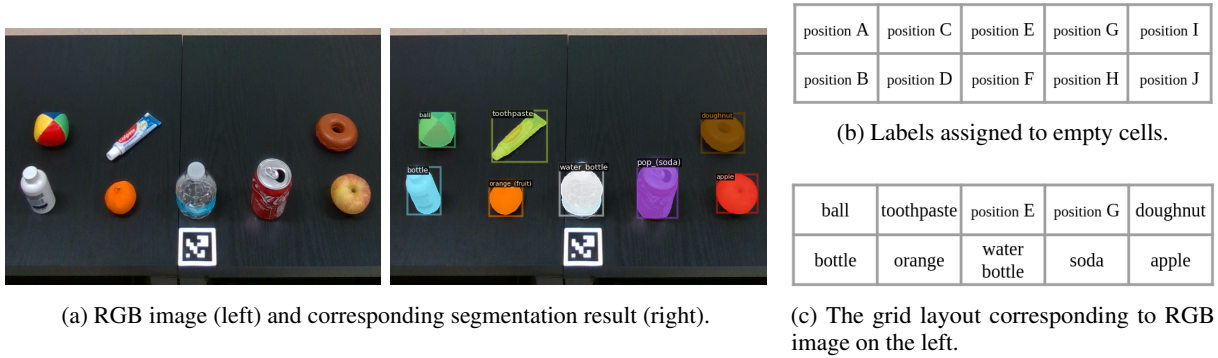 ball
toothpaste
doughnut
bottle
orange_(fruit)
water_bottle
pop_(soda)
apple
(a) RGB image (left) and corresponding segmentation result (right).
position A position C position E position G position I
position B position D position F position H position J
(b) Labels assigned to empty cells.
ball toothpaste position E position G doughnut
bottle orange water bottle soda apple
(c) The grid layout corresponding to RGB
image on the left.